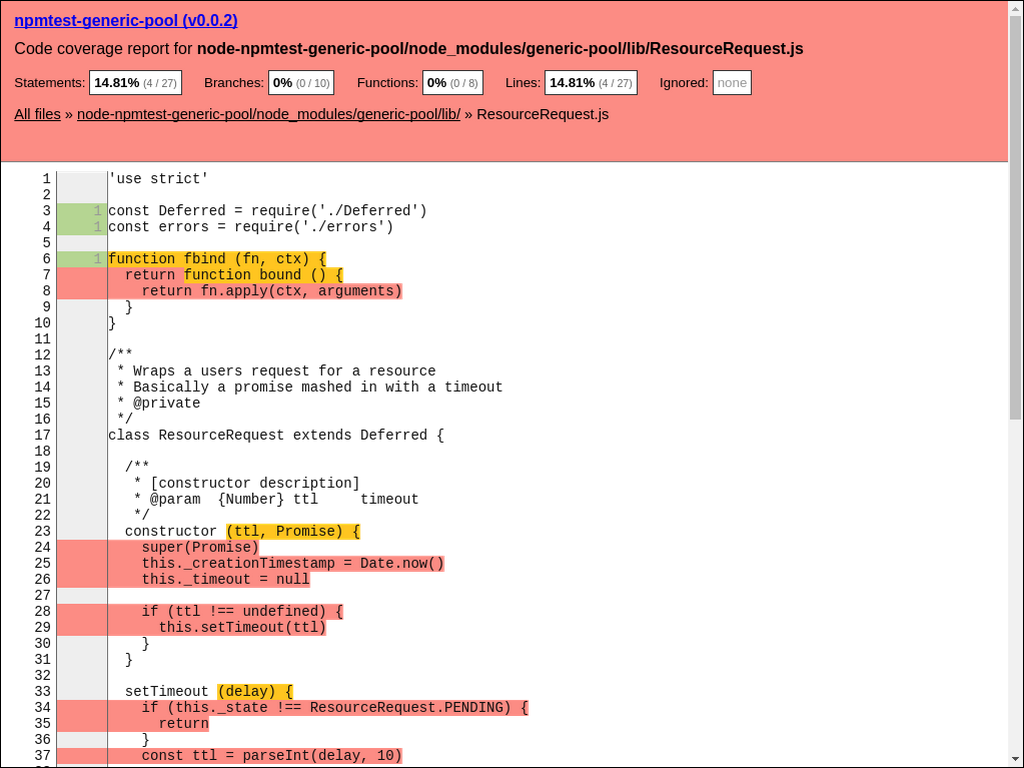 npmtest-generic-pool (v0.0.2)
Code coverage report for node-npmtest-generic-pool/node_modules/generic-pool/lib/ResourceRequest.js
Statements: 14.81% (4 / 27) Branches: 0% (0 / 10) Functions: 0% (0 / 8) Lines: 14.81% (4 / 27) Ignored: none
All files » node-npmtest-generic-pool/node_modules/generic-pool/lib/ » ResourceRequest.js
1 'use strict'
2
3 1 const Deferred = require('./Deferred')
4 1 const errors = require('./errors')
5
6 1 function fbind (fn, ctx) {
7   return function bound () {
8     return fn.apply(ctx, arguments)
9   }
10 }
11
12 /**
13  * Wraps a users request for a resource
14  * Basically a promise mashed in with a timeout
15  * @private
16  */
17 class ResourceRequest extends Deferred {
18
19   /**
20    * [constructor description]
21    * @param  {Number} ttl     timeout
22    */
23   constructor (ttl, Promise) {
24     super(Promise)
25     this._creationTimestamp = Date.now()
26     this._timeout = null
27
28     if (ttl !== undefined) {
29       this.setTimeout(ttl)
30     }
31   }
32
33   setTimeout (delay) {
34     if (this._state !== ResourceRequest.PENDING) {
35       return
36     }
37     const ttl = parseInt(delay, 10)